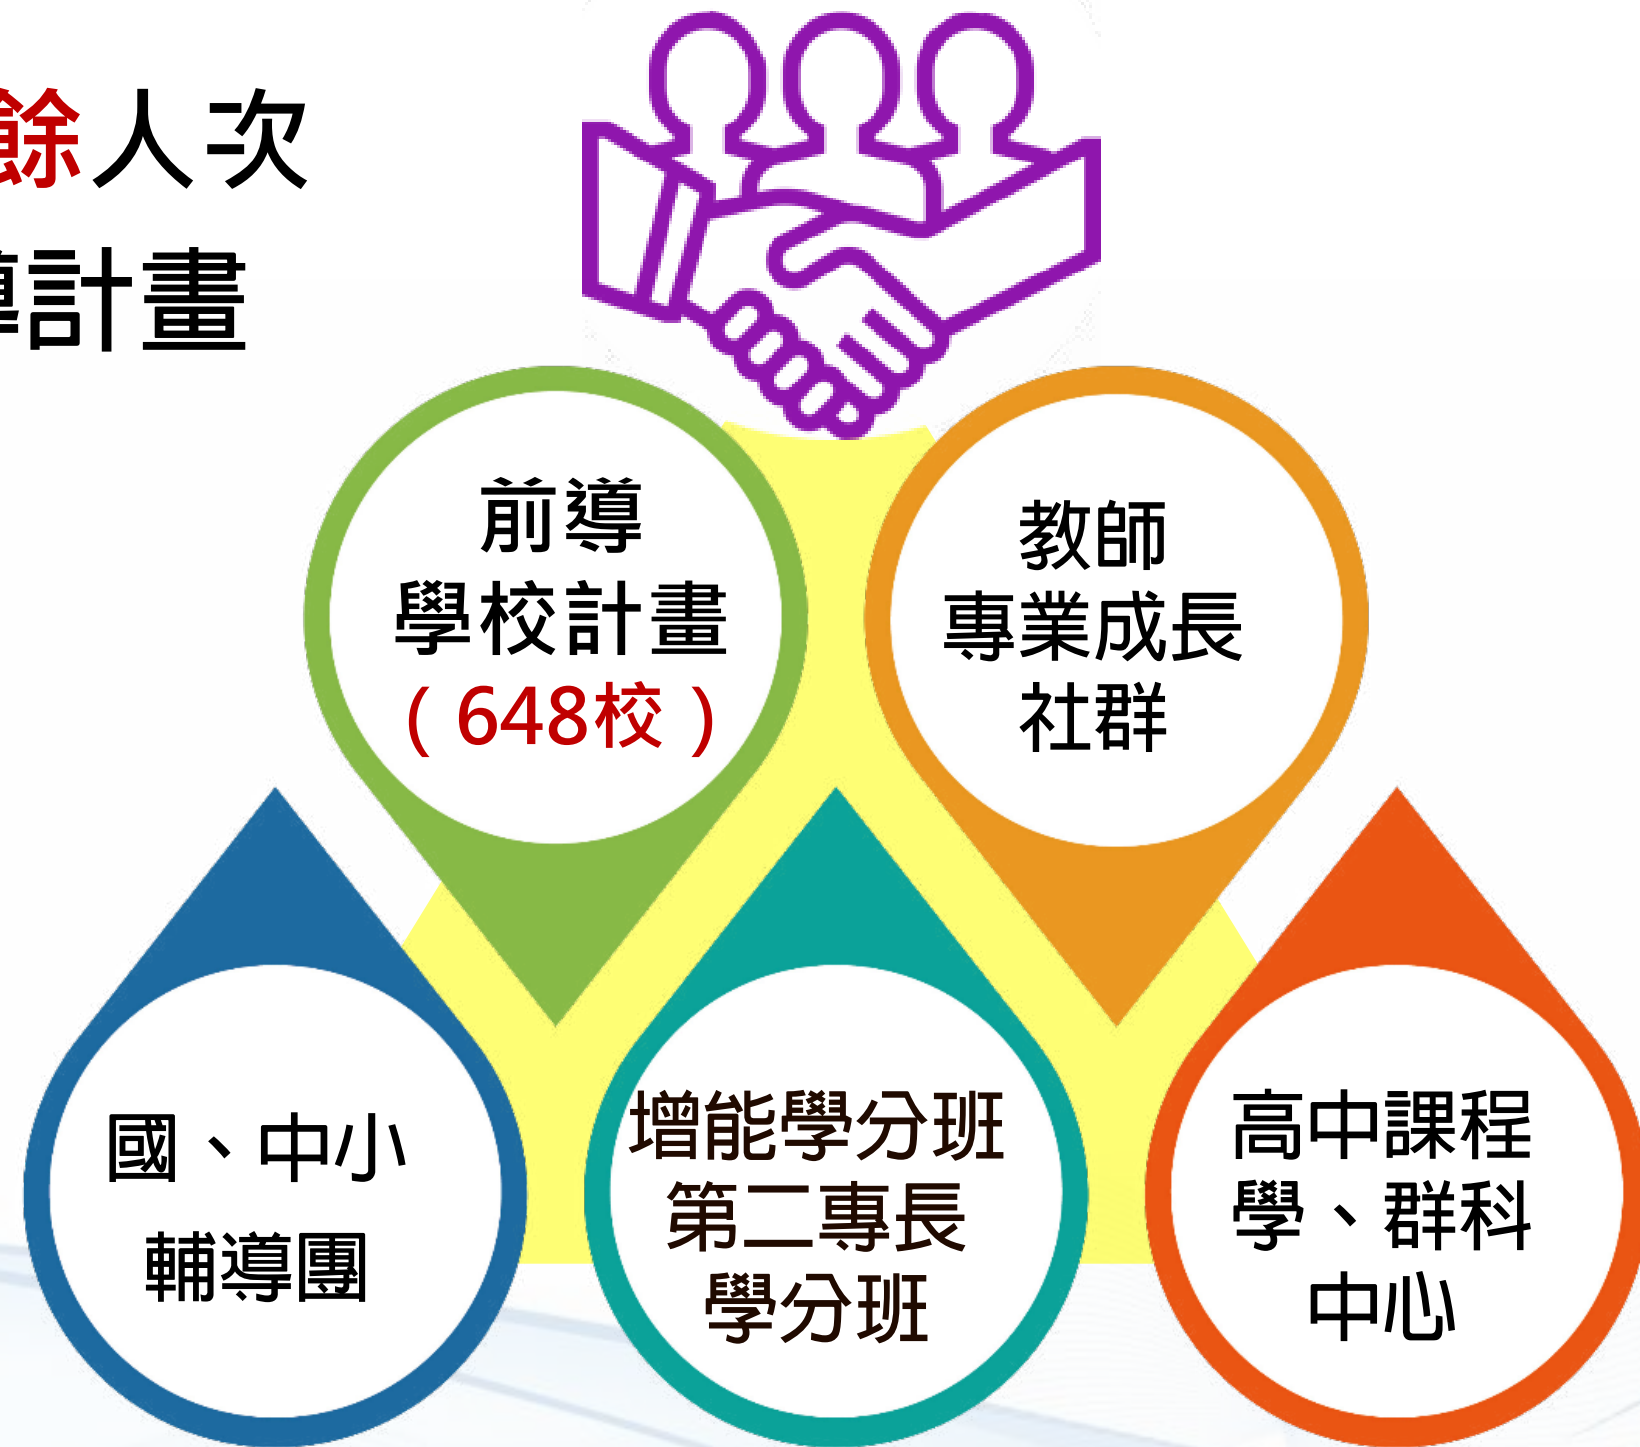 餘人次
導計畫
前導
學校計畫
(648校)
教師
專業成長
社群
國、中小
輔導團
增能學分班
第二專長
學分班
高中課程
學、群科
中心